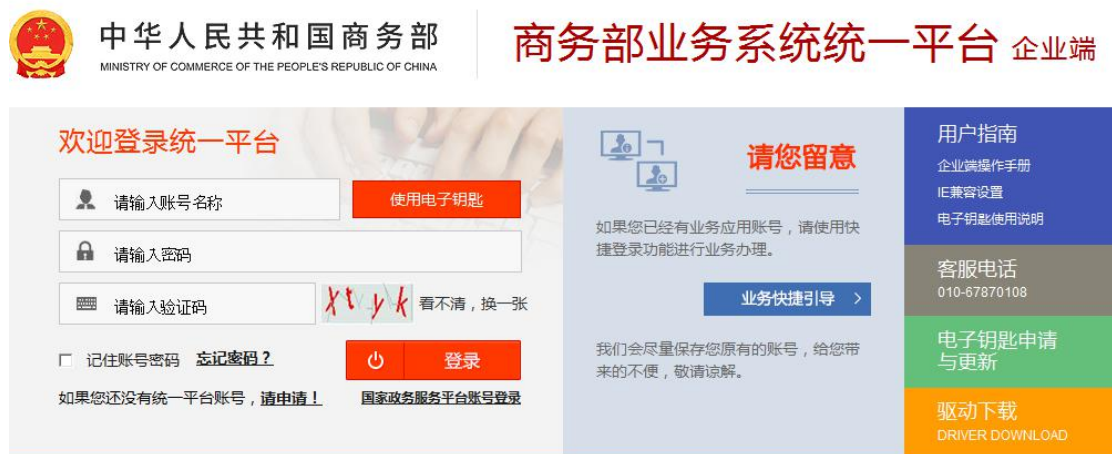 中华人民共和国商务部
MINISTRY OF COMMERCE OF THE PEOPLE'S REPUBLIC OF CHINA
商务部业务系统统一平台 企业端
欢迎登录统一平台
请输入账号名称
使用电子钥匙
请输入密码
请输入验证码
Xtyk
看不清，换一张
记住账号密码 忘记密码？
登录
如果您还没有统一平台账号，请申请！
国家政务服务平台账号登录
请您留意
如果您已经有业务应用账号，请使用快
捷登录功能进行业务办理。
业务快捷引导 >
我们会尽量保存您原有的账号，给您带
来的不便，敬请谅解。
用户指南
企业端操作手册
IE兼容设置
电子钥匙使用说明
客服电话
010-67870108
电子钥匙申请
与更新
驱动下载
DRIVER DOWNLOAD